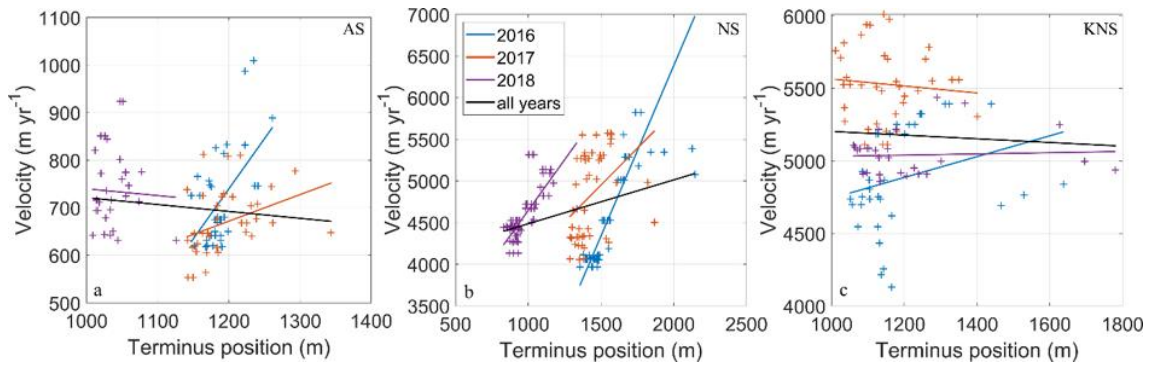 AS
1100
1000
900
800
700
600
500
Velocity (m yr-1)
1000 1100 1200 1300 1400
Terminus position (m)
a
NS
2016
2017
2018
all years
7000
6500
6000
5500
5000
4500
4000
3500
Velocity (m yr-1)
500 1000 1500 2000 2500
Terminus position (m)
b
KNS
6000
5500
5000
4500
4000
Velocity (m yr-1)
1000 1200 1400 1600 1800
Terminus position (m)
c